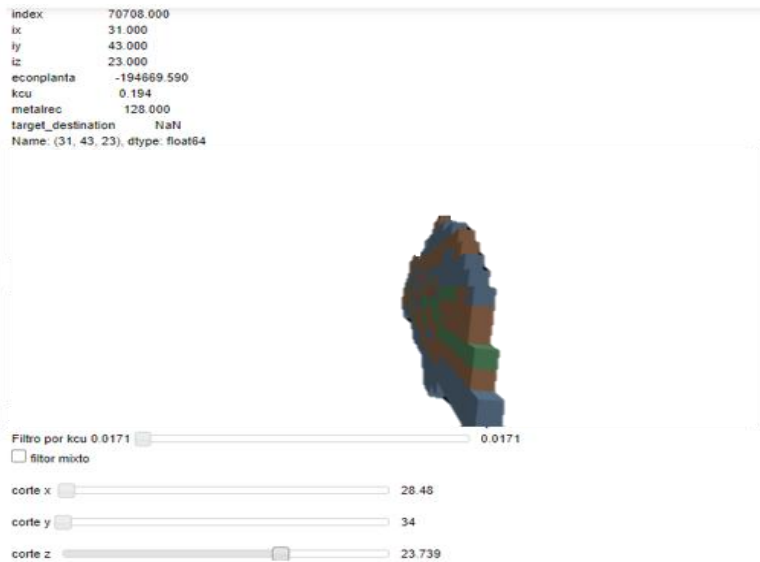 index 70708.000
ix 31.000
iy 43.000
iz 23.000
econplanta -194669.590
kcu 0.194
metalrec 128.000
target_destination NaN
Name: (31, 43, 23), dtype: float64
Filtro por kcu 0.0171 0.0171
filtor mixto
corte x 28.48
corte y 34
corte z 23.739